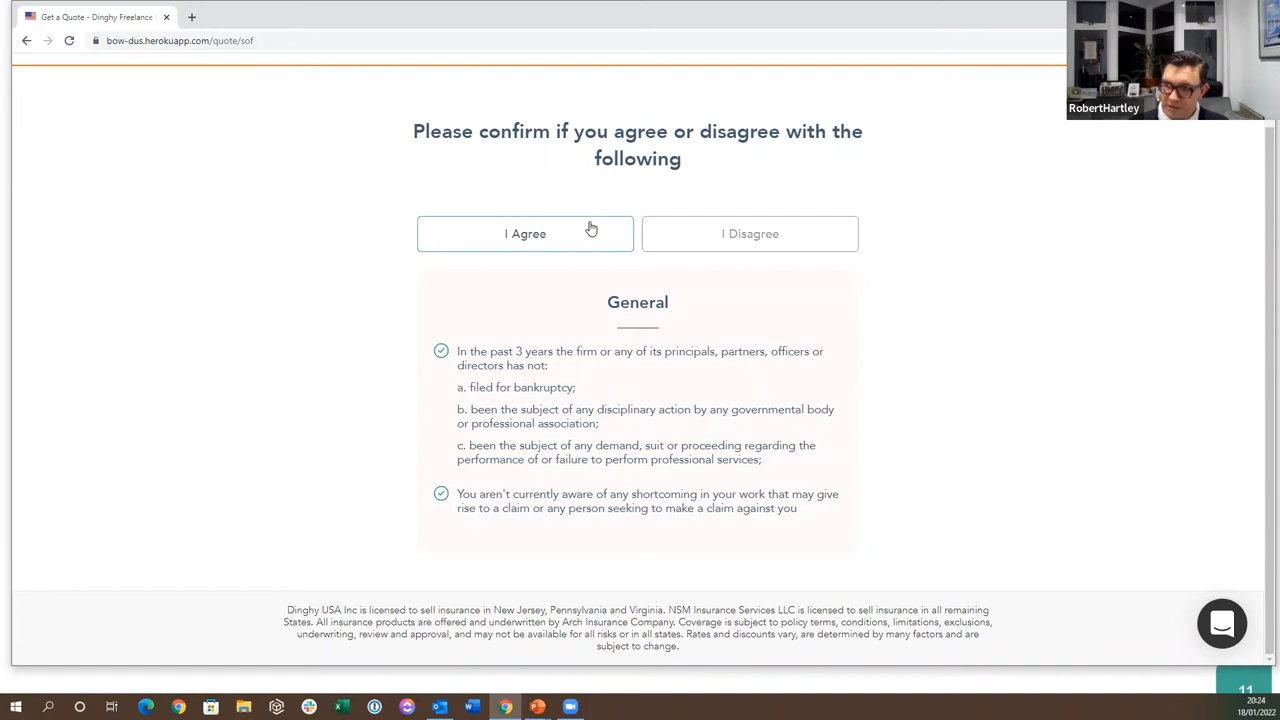 Get a Quote - Dinghy Freelance
bow-dus.herokuapp.com/quote/sof
RobertHartley
Please confirm if you agree or disagree with the
following
I Agree
I Disagree
General
In the past 3 years the firm or any of its principals, partners, officers or
directors has not:
a. filed for bankruptcy;
b. been the subject of any disciplinary action by any governmental body
or professional association;
c. been the subject of any demand, suit or proceeding regarding the
performance of or failure to perform professional services;
You aren't currently aware of any shortcoming in your work that may give
rise to a claim or any person seeking to make a claim against you
Dinghy USA Inc is licensed to sell insurance in New Jersey, Pennsylvania and Virginia. NSM Insurance Services LLC is licensed to sell insurance in all remaining
States. All insurance products are offered and underwritten by Arch Insurance Company. Coverage is subject to policy terms, conditions, limitations, exclusions,
underwriting, review and approval, and may not be available for all risks or in all states. Rates and discounts vary, are determined by many factors and are
subject to change.
11
20:24
18/01/2022